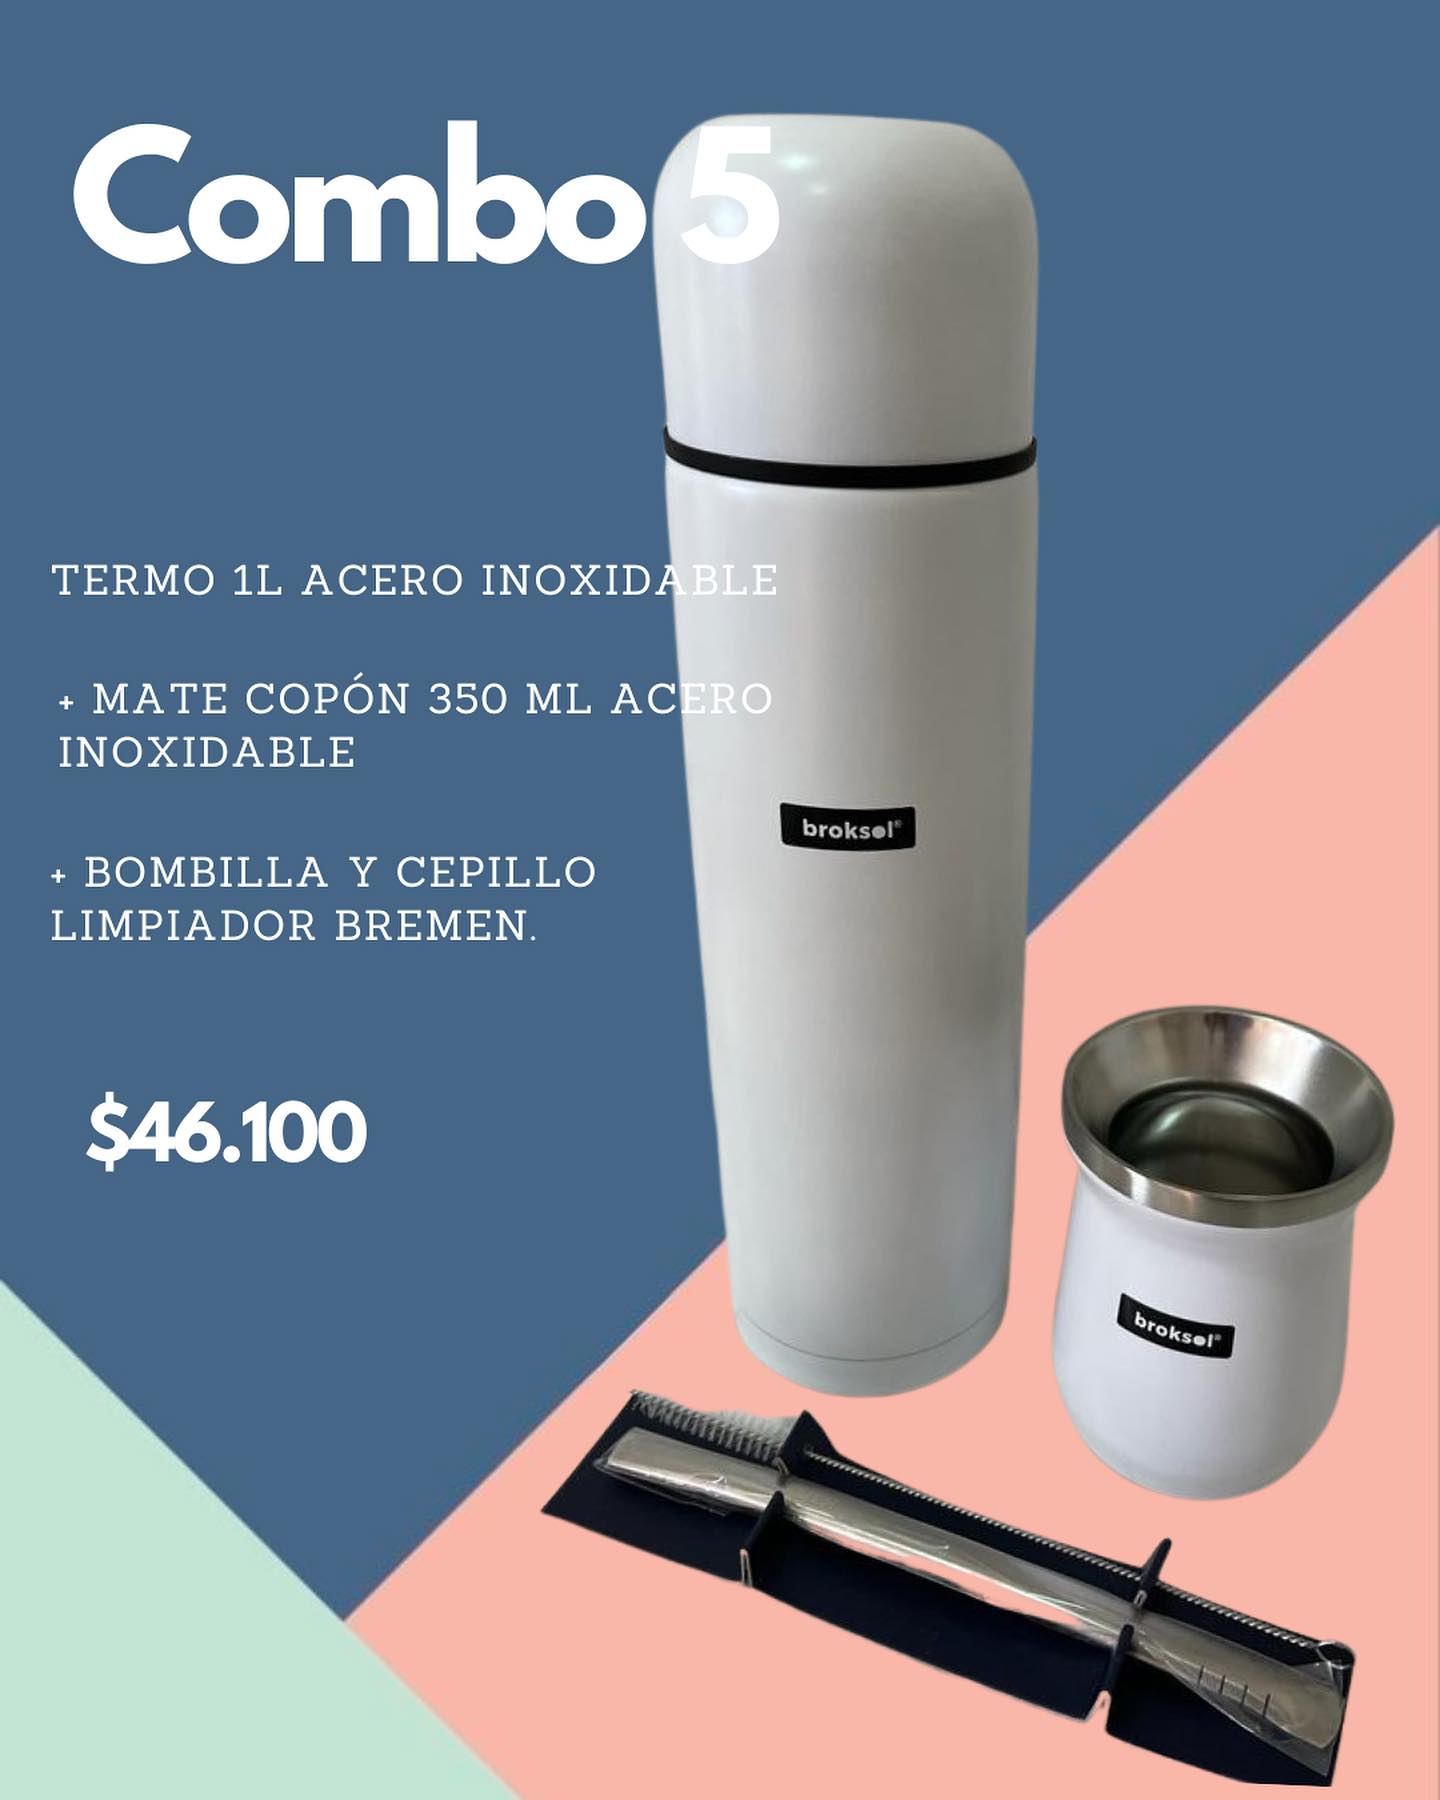 Combo 5
TERMO 1L ACERO INOXIDABLE
+ MATE COPÓN 350 ML ACERO
INOXIDABLE
+ BOMBILLA Y CEPILLO
LIMPIADOR BREMEN.
$46.100
broksol®
broksol®